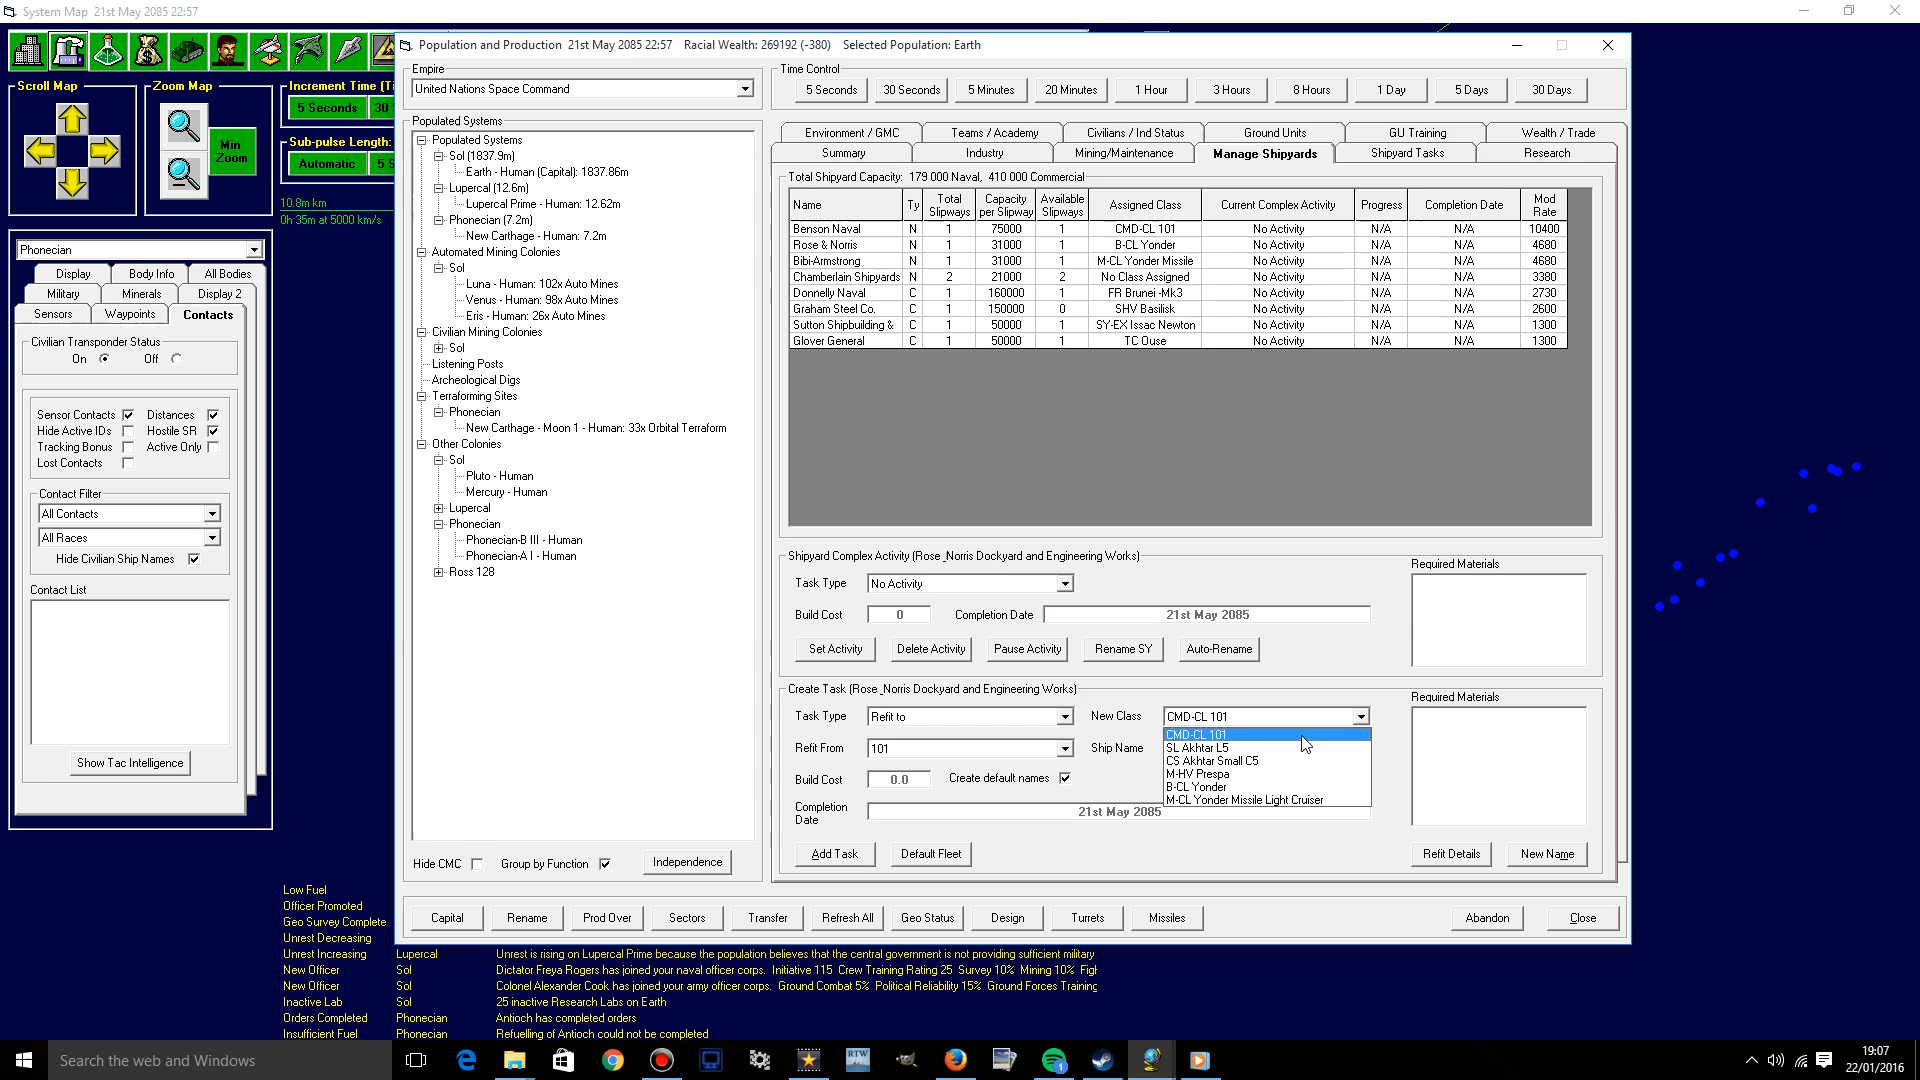 System Map 21st May 2085 22:57
Population and Production 21st May 2085 22:57 Racial Wealth: 269192 (-380) Selected Population: Earth
Scroll Map
Zoom Map
Min Zoom
Increment Time (Ti
5 Seconds
30
Sub-pulse Length:
Automatic
5 S
10.8m km
0h 35m at 5000 km/s
Phonecian
Display
Body Info
All Bodies
Military
Minerals
Display 2
Sensors
Waypoints
Contacts
Civilian Transponder Status
On
Off
Sensor Contacts
Distances
Hide Active IDs
Hostile SR
Tracking Bonus
Active Only
Lost Contacts
Contact Filter
All Contacts
All Races
Hide Civilian Ship Names
Contact List
Show Tac Intelligence
Empire
United Nations Space Command
Populated Systems
Populated Systems
Sol (1837.9m)
Earth - Human (Capital): 1837.86m
Lupercal (12.6m)
Lupercal Prime - Human: 12.62m
Phonecian (7.2m)
New Carthage - Human: 7.2m
Automated Mining Colonies
Sol
Luna - Human: 102x Auto Mines
Venus - Human: 98x Auto Mines
Eris - Human: 26x Auto Mines
Civilian Mining Colonies
Sol
Listening Posts
Archeological Digs
Terraforming Sites
Phonecian
New Carthage - Moon 1 - Human: 33x Orbital Terraform
Other Colonies
Sol
Pluto - Human
Mercury - Human
Lupercal
Phonecian
Phonecian-B III - Human
Phonecian-A I - Human
Ross 128
Hide CMC
Group by Function
Independence
Time Control
5 Seconds
30 Seconds
5 Minutes
20 Minutes
1 Hour
3 Hours
8 Hours
1 Day
5 Days
30 Days
Environment / GMC
Teams / Academy
Civilians / Ind Status
Ground Units
GU Training
Wealth / Trade
Summary
Industry
Mining/Maintenance
Manage Shipyards
Shipyard Tasks
Research
Total Shipyard Capacity: 179 000 Naval, 410 000 Commercial
Name Ty Total Slipways Capacity per Slipway Available Slipways Assigned Class Current Complex Activity Progress Completion Date Mod Rate
Benson Naval N 1 75000 1 CMD-CL 101 No Activity N/A N/A 10400
Rose & Norris N 1 31000 1 B-CL Yonder No Activity N/A N/A 4680
Bibi-Armstrong N 1 31000 1 M-CL Yonder Missile No Activity N/A N/A 4680
Chamberlain Shipyards N 2 21000 2 No Class Assigned No Activity N/A N/A 3380
Donnelly Naval C 1 160000 1 FR Brunei -Mk3 No Activity N/A N/A 2730
Graham Steel Co. C 1 150000 0 SHV Basilisk No Activity N/A N/A 2600
Sutton Shipbuilding & C 1 50000 1 SY-EX Issac Newton No Activity N/A N/A 1300
Glover General C 1 50000 1 TC Ouse No Activity N/A N/A 1300
Shipyard Complex Activity (Rose _Norris Dockyard and Engineering Works)
Task Type
No Activity
Build Cost
0
Completion Date
21st May 2085
Set Activity
Delete Activity
Pause Activity
Rename SY
Auto-Rename
Required Materials
Create Task (Rose _Norris Dockyard and Engineering Works)
Task Type
Refit to
New Class
CMD-CL 101
Refit From
101
Ship Name
CMD-CL 101
SL Akhtar L5
CS Akhtar Small C5
M-HV Prespa
B-CL Yonder
M-CL Yonder Missile Light Cruiser
Build Cost
0.0
Create default names
Completion Date
21st May 2085
Required Materials
Add Task
Default Fleet
Refit Details
New Name
Capital
Rename
Prod Over
Sectors
Transfer
Refresh All
Geo Status
Design
Turrets
Missiles
Abandon
Close
Low Fuel
Officer Promoted
Geo Survey Complete
Unrest Decreasing
Unrest Increasing Lupercal Unrest is rising on Lupercal Prime because the population believes that the central government is not providing sufficient military
New Officer Sol Dictator Freya Rogers has joined your naval officer corps. Initiative 115 Crew Training Rating 25 Survey 10% Mining 10% Figh
New Officer Sol Colonel Alexander Cook has joined your army officer corps. Ground Combat 5% Political Reliability 15% Ground Forces Training
Inactive Lab Sol 25 inactive Research Labs on Earth
Orders Completed Phonecian Antioch has completed orders
Insufficient Fuel Phonecian Refuelling of Antioch could not be completed
Search the web and Windows
RTW
1
19:07
22/01/2016